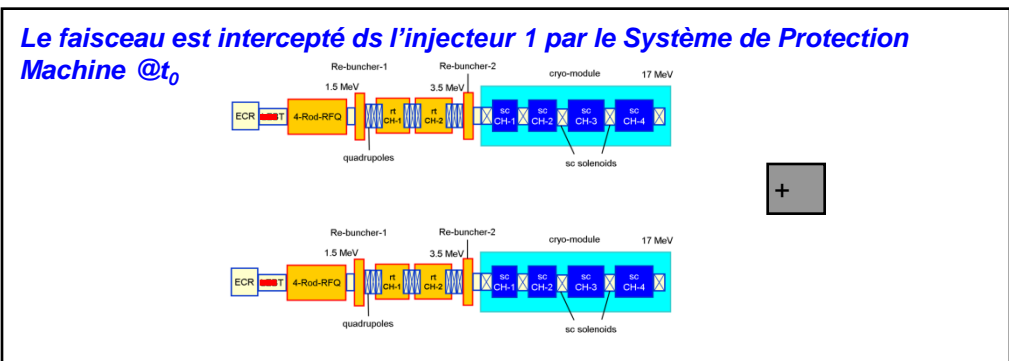 Le faisceau est intercepté ds l'injecteur 1 par le Système de Protection
Machine @t0
Re-buncher-1 Re-buncher-2
cryo-module 17 MeV
1.5 MeV 3.5 MeV
ECR T 4-Rod-RFQ rt CH-1 rt CH-2 sc CH-1 sc CH-2 sc CH-3 sc CH-4
quadrupoles
sc solenoids
+
Re-buncher-1 Re-buncher-2
cryo-module 17 MeV
1.5 MeV 3.5 MeV
ECR T 4-Rod-RFQ rt CH-1 rt CH-2 sc CH-1 sc CH-2 sc CH-3 sc CH-4
quadrupoles
sc solenoids